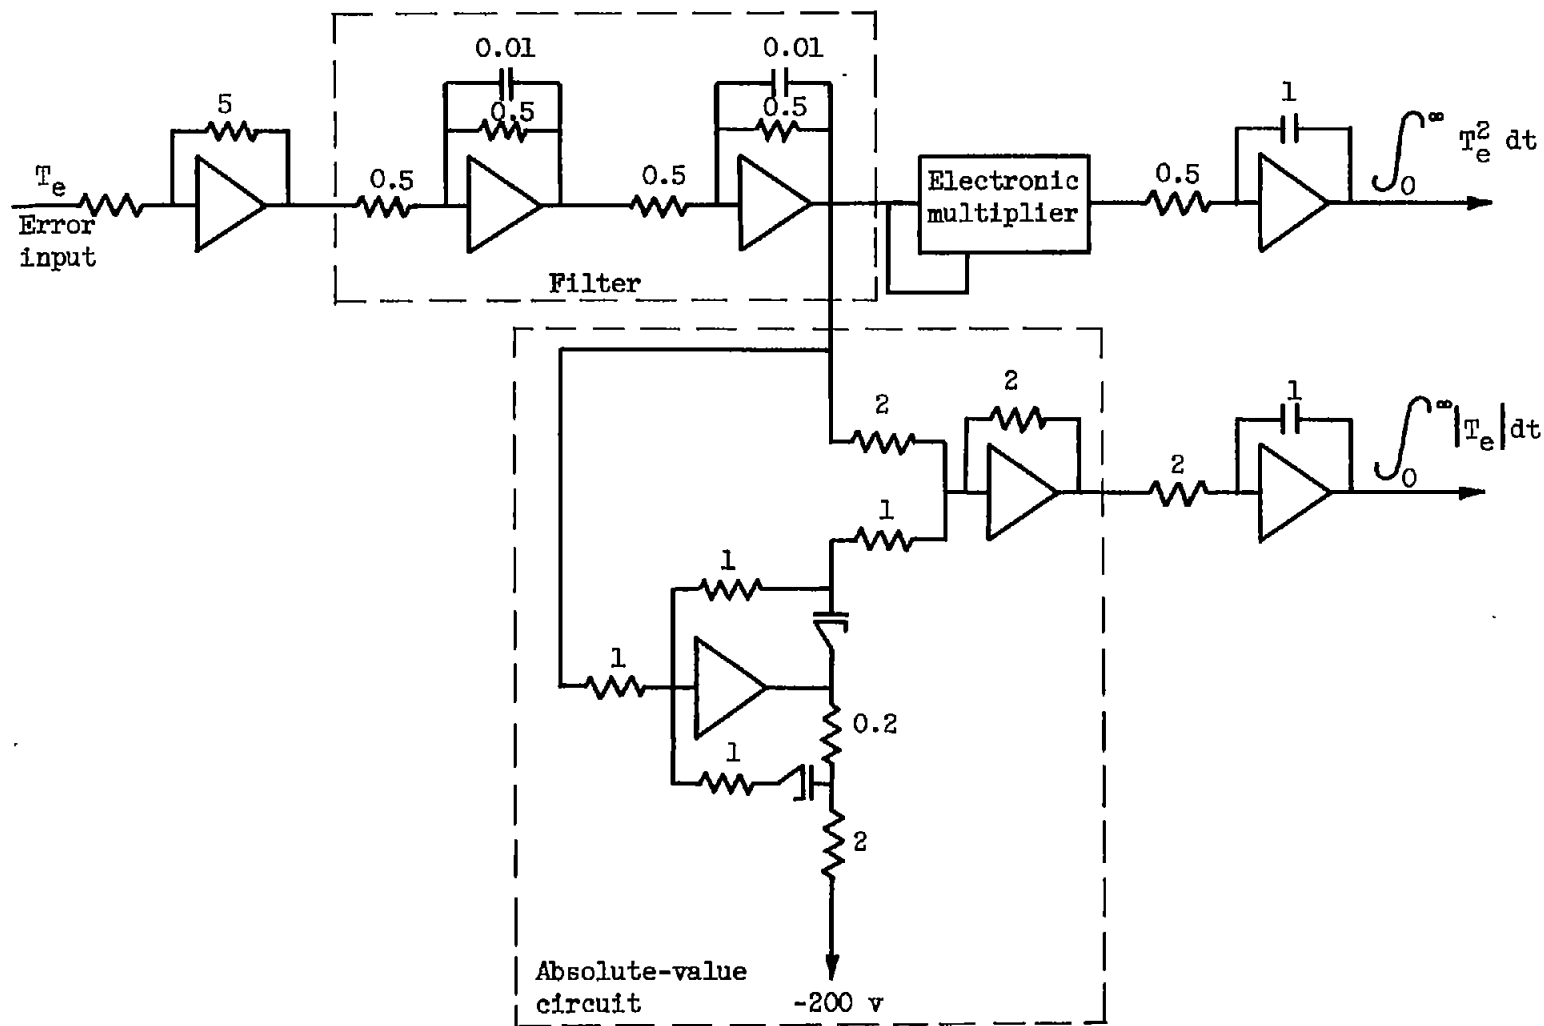 0.01
0.01
5
0.5
0.5
1
∫₀^∞ Tₑ² dt
Tₑ
0.5
0.5
Electronic
multiplier
0.5
Error
input
Filter
2
2
1
∫₀^∞ |Tₑ| dt
2
1
1
1
0.2
1
2
Absolute-value
circuit
-200 v